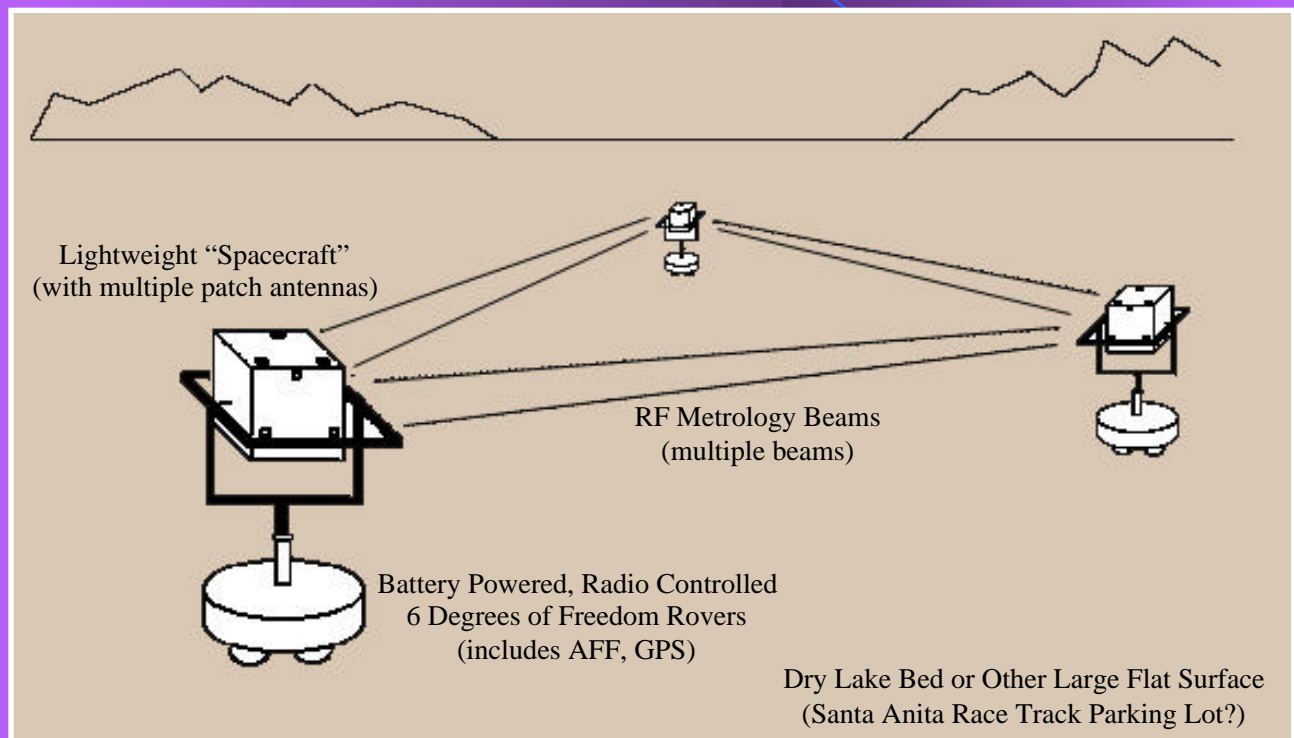 Lightweight “Spacecraft”
(with multiple patch antennas)
RF Metrology Beams
(multiple beams)
Battery Powered, Radio Controlled
6 Degrees of Freedom Rovers
(includes AFF, GPS)
Dry Lake Bed or Other Large Flat Surface
(Santa Anita Race Track Parking Lot?)